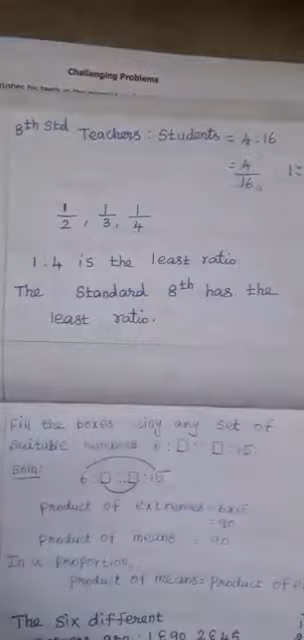 Challenging Problems
8th Std Teachers : Students = 4 : 16
= 4/16
1/2, 1/3, 1/4
1:4 is the least ratio
The Standard 8th has the
least ratio.
Fill the boxes using any set of
suitable numbers 6 : □ :: □ : 15
Soln:
6 : □ :: □ : 15
product of extremes = 6x15
= 90
product of means = 90
In a proportion,
product of means = product of
The six different